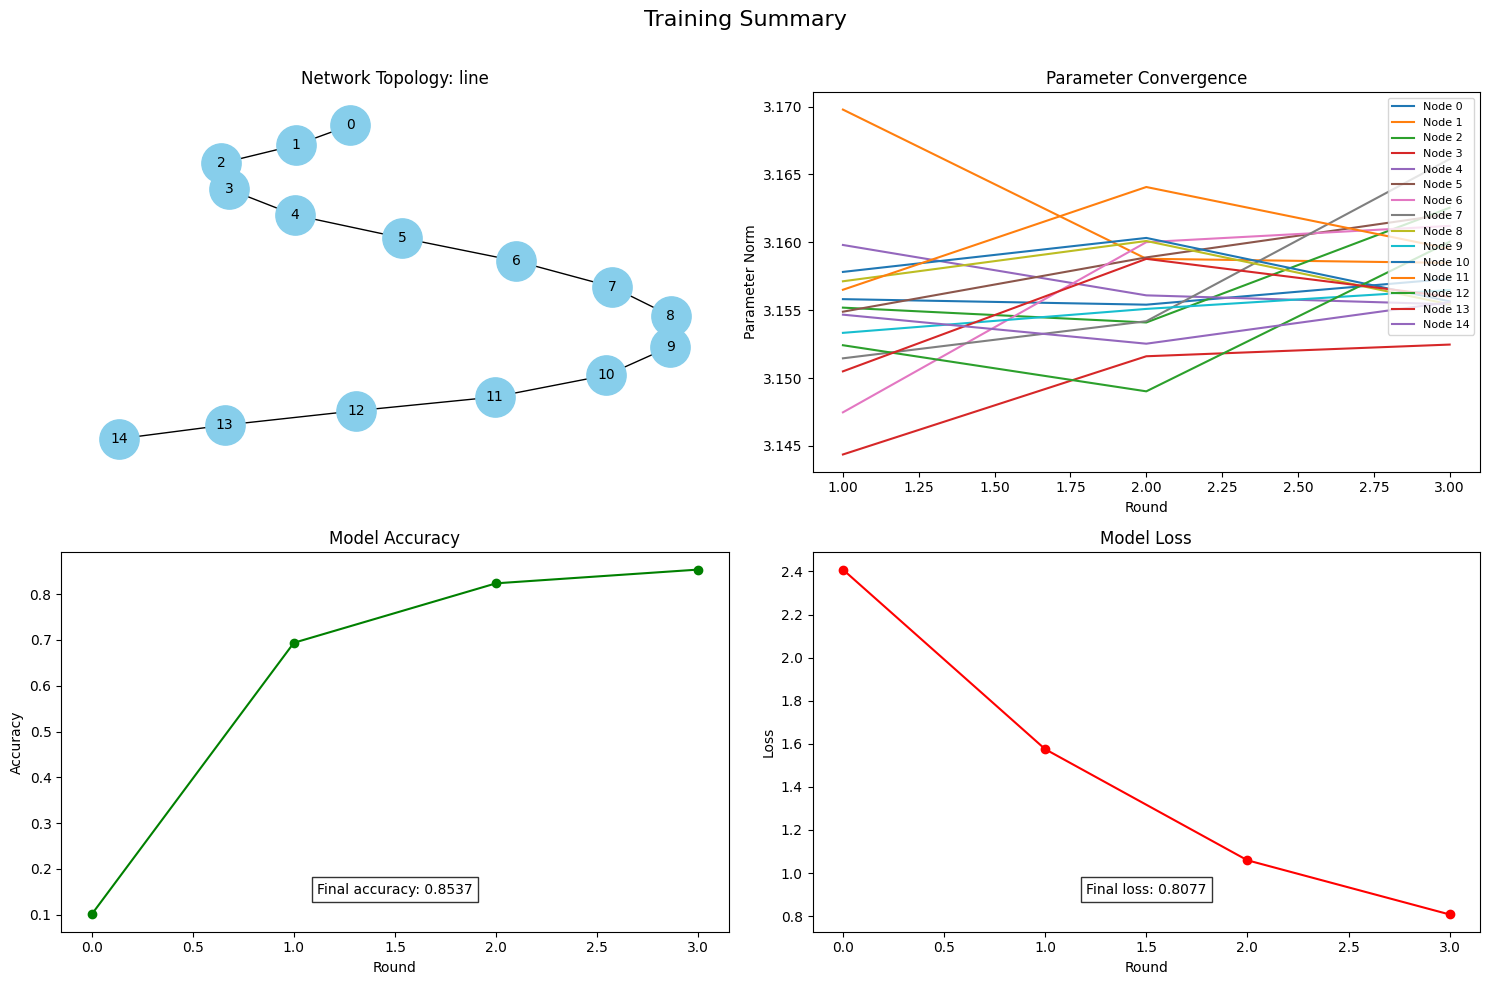 Training Summary
Network Topology: line
0
1
2
3
4
5
6
7
8
9
10
11
12
13
14
Parameter Convergence
3.170
3.165
3.160
3.155
3.150
3.145
Parameter Norm
Node 0
Node 1
Node 2
Node 3
Node 4
Node 5
Node 6
Node 7
Node 8
Node 9
Node 10
Node 11
Node 12
Node 13
Node 14
1.00 1.25 1.50 1.75 2.00 2.25 2.50 2.75 3.00
Round
Model Accuracy
0.8
0.7
0.6
0.5
0.4
0.3
0.2
0.1
Accuracy
Final accuracy: 0.8537
0.0 0.5 1.0 1.5 2.0 2.5 3.0
Round
Model Loss
2.4
2.2
2.0
1.8
1.6
1.4
1.2
1.0
0.8
Loss
Final loss: 0.8077
0.0 0.5 1.0 1.5 2.0 2.5 3.0
Round